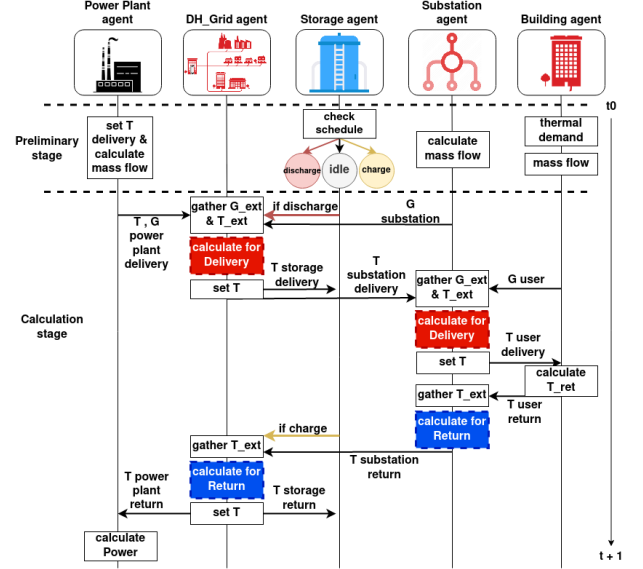 Power Plant
agent
DH_Grid agent
Storage agent
Substation
agent
Building agent
t0
Preliminary
stage
set T
delivery &
calculate
mass flow
check
schedule
discharge
idle
charge
calculate
mass flow
thermal
demand
mass flow
Calculation
stage
T , G
power
plant
delivery
gather G_ext
& T_ext
if discharge
G
substation
calculate for
Delivery
set T
T storage
delivery
T
substation
delivery
gather G_ext
& T_ext
G user
calculate for
Delivery
set T
T user
delivery
calculate
T_ret
gather T_ext
T user
return
calculate for
Return
if charge
gather T_ext
T substation
return
calculate for
Return
T power
plant
return
set T
T storage
return
calculate
Power
t + 1